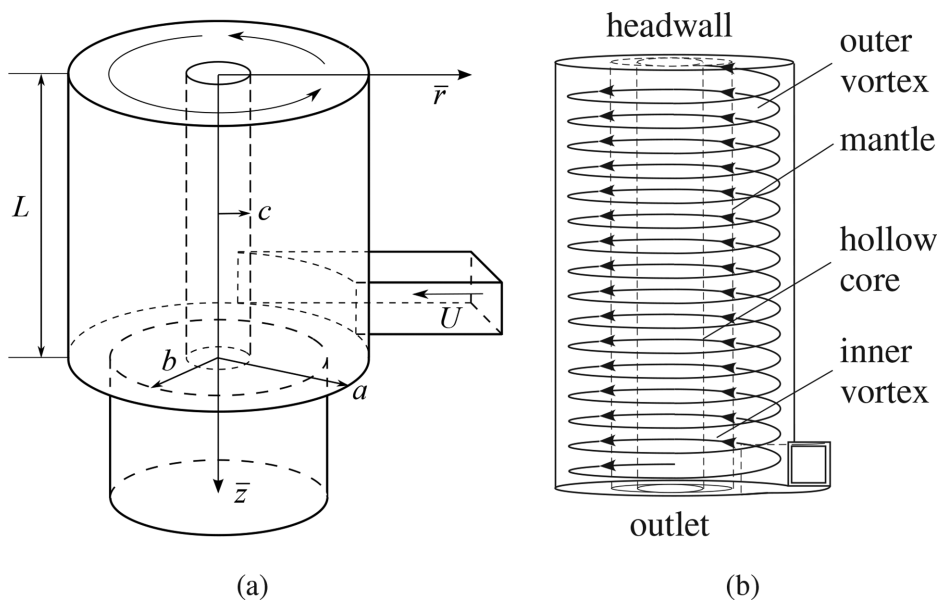 r̅
L
c
U
b
a
z̅
(a)
headwall
outer
vortex
mantle
hollow
core
inner
vortex
outlet
(b)